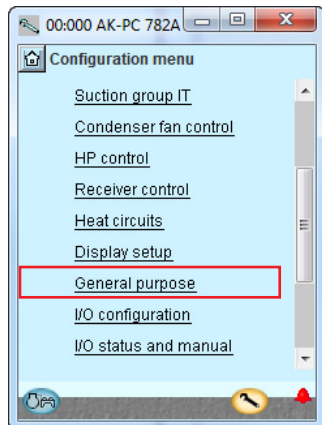 00:000 AK-PC 782A
Configuration menu
Suction group IT
Condenser fan control
HP control
Receiver control
Heat circuits
Display setup
General purpose
I/O configuration
I/O status and manual